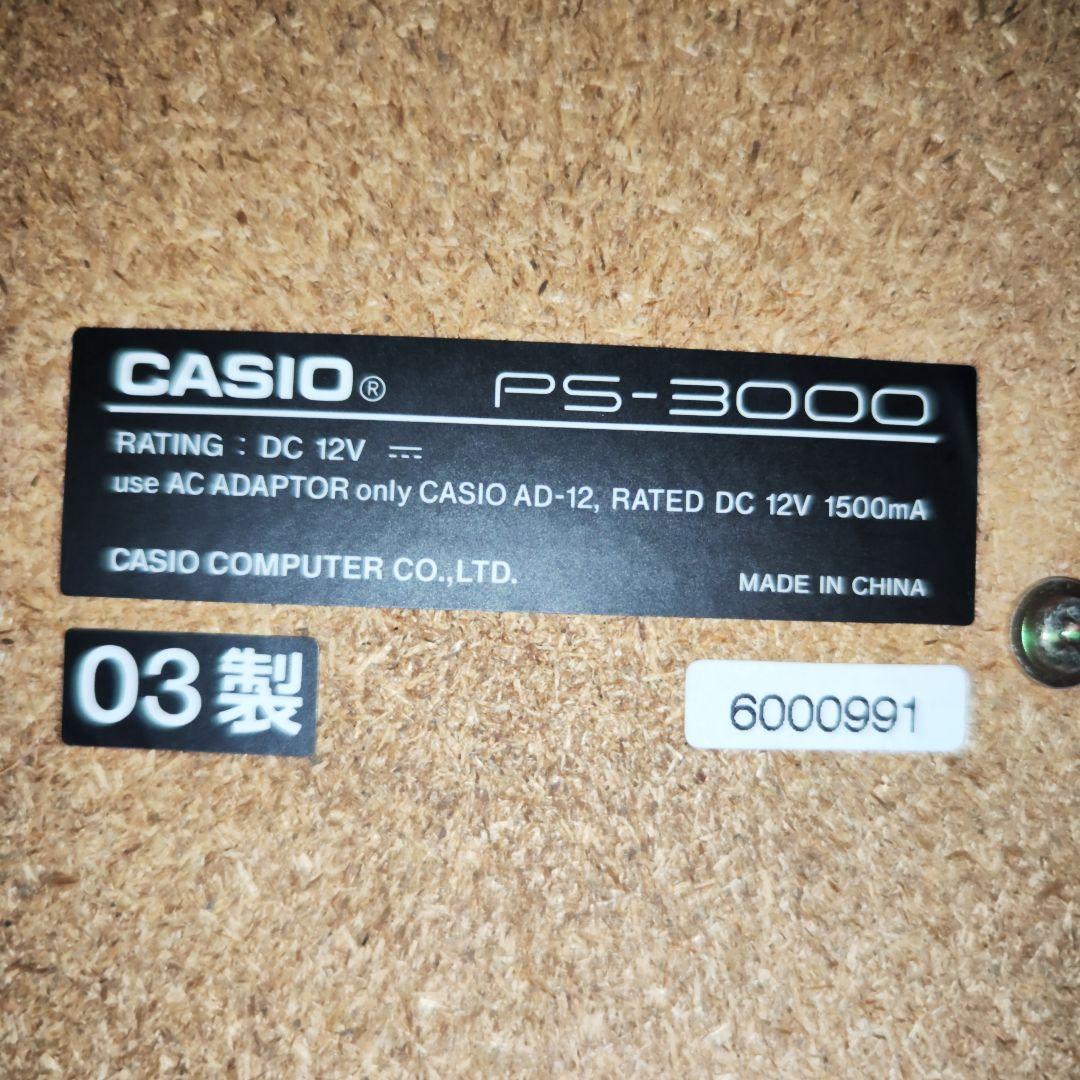 CASIO® PS-3000
RATING : DC 12V ⎓
use AC ADAPTOR only CASIO AD-12, RATED DC 12V 1500mA
CASIO COMPUTER CO.,LTD. MADE IN CHINA
03製 6000991